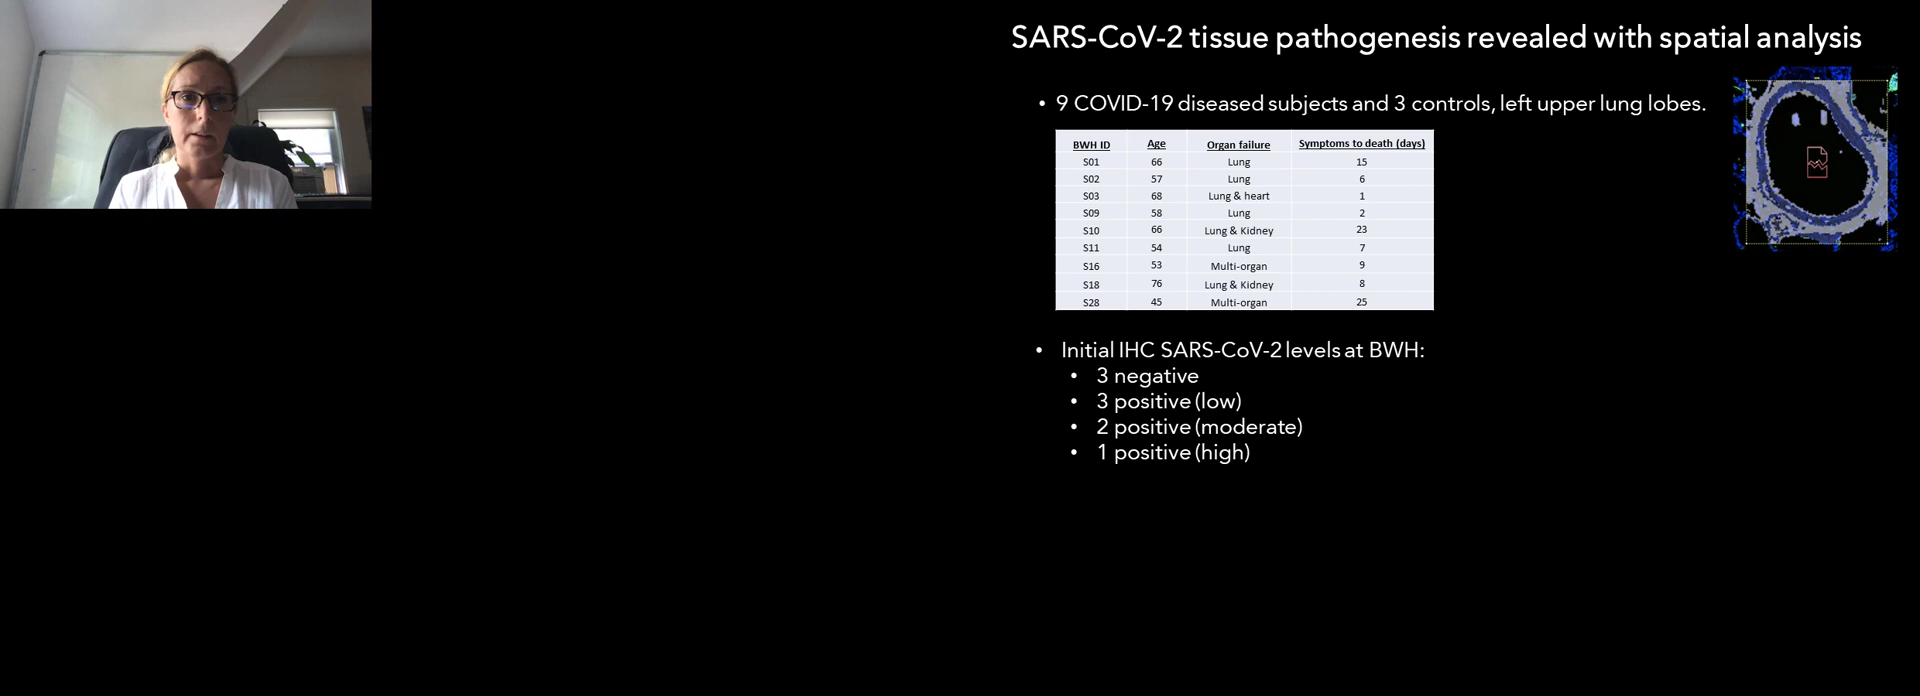 SARS-CoV-2 tissue pathogenesis revealed with spatial analysis
• 9 COVID-19 diseased subjects and 3 controls, left upper lung lobes.
BWH ID Age Organ failure Symptoms to death (days)
S01 66 Lung 15
S02 57 Lung 6
S03 68 Lung & heart 1
S09 58 Lung 2
S10 66 Lung & Kidney 23
S11 54 Lung 7
S16 53 Multi-organ 9
S18 76 Lung & Kidney 8
S28 45 Multi-organ 25
• Initial IHC SARS-CoV-2 levels at BWH:
• 3 negative
• 3 positive (low)
• 2 positive (moderate)
• 1 positive (high)